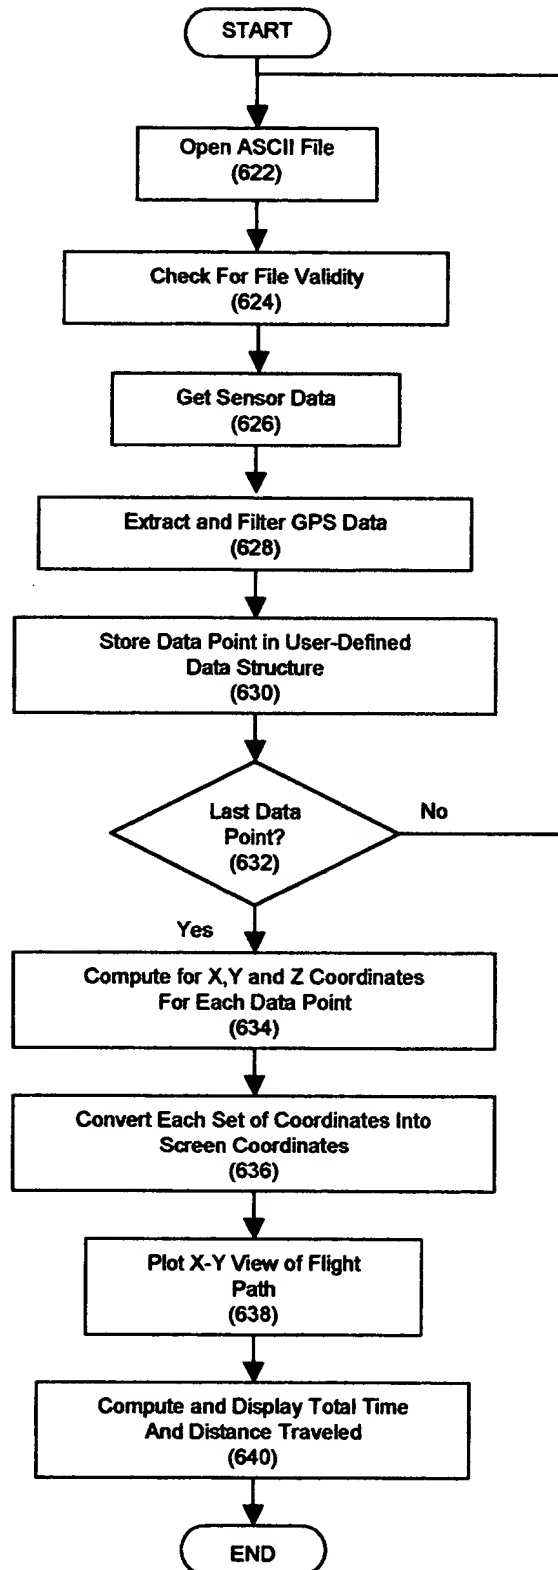 START
Open ASCII File
(622)
Check For File Validity
(624)
Get Sensor Data
(626)
Extract and Filter GPS Data
(628)
Store Data Point in User-Defined
Data Structure
(630)
Last Data
Point?
(632)
No
Yes
Compute for X,Y and Z Coordinates
For Each Data Point
(634)
Convert Each Set of Coordinates Into
Screen Coordinates
(636)
Plot X-Y View of Flight
Path
(638)
Compute and Display Total Time
And Distance Traveled
(640)
END